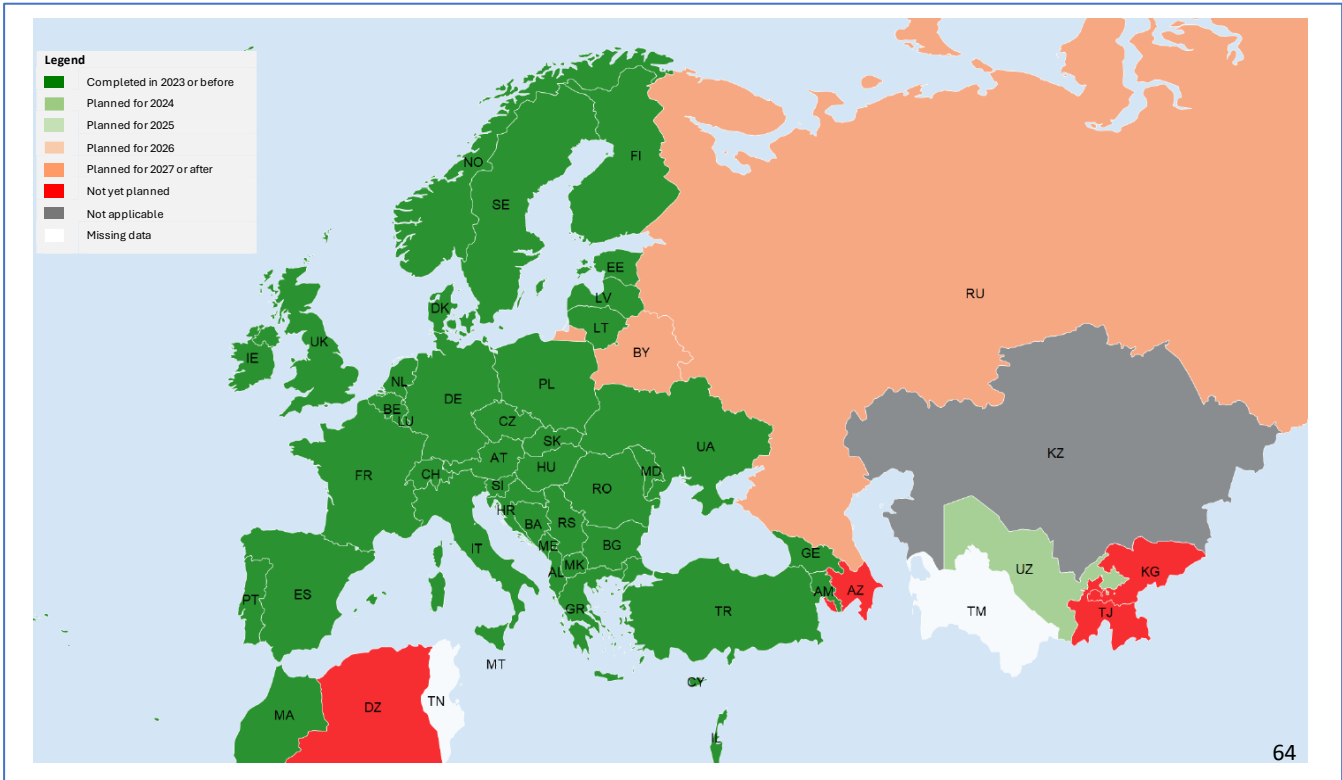 Legend
Completed in 2023 or before
Planned for 2024
Planned for 2025
Planned for 2026
Planned for 2027 or after
Not yet planned
Not applicable
Missing data
NO
FI
SE
EE
RU
LV
DK
LT
UK
BY
IE
NL
PL
DE
BE
LU
CZ
SK
UA
KZ
AT
HU
MD
FR
CH
SI
RO
HR
BA
RS
ME
BG
IT
GE
MK
AL
UZ
KG
PT
ES
AM
AZ
GR
TR
TM
TJ
MT
CY
TN
DZ
MA
IL
64